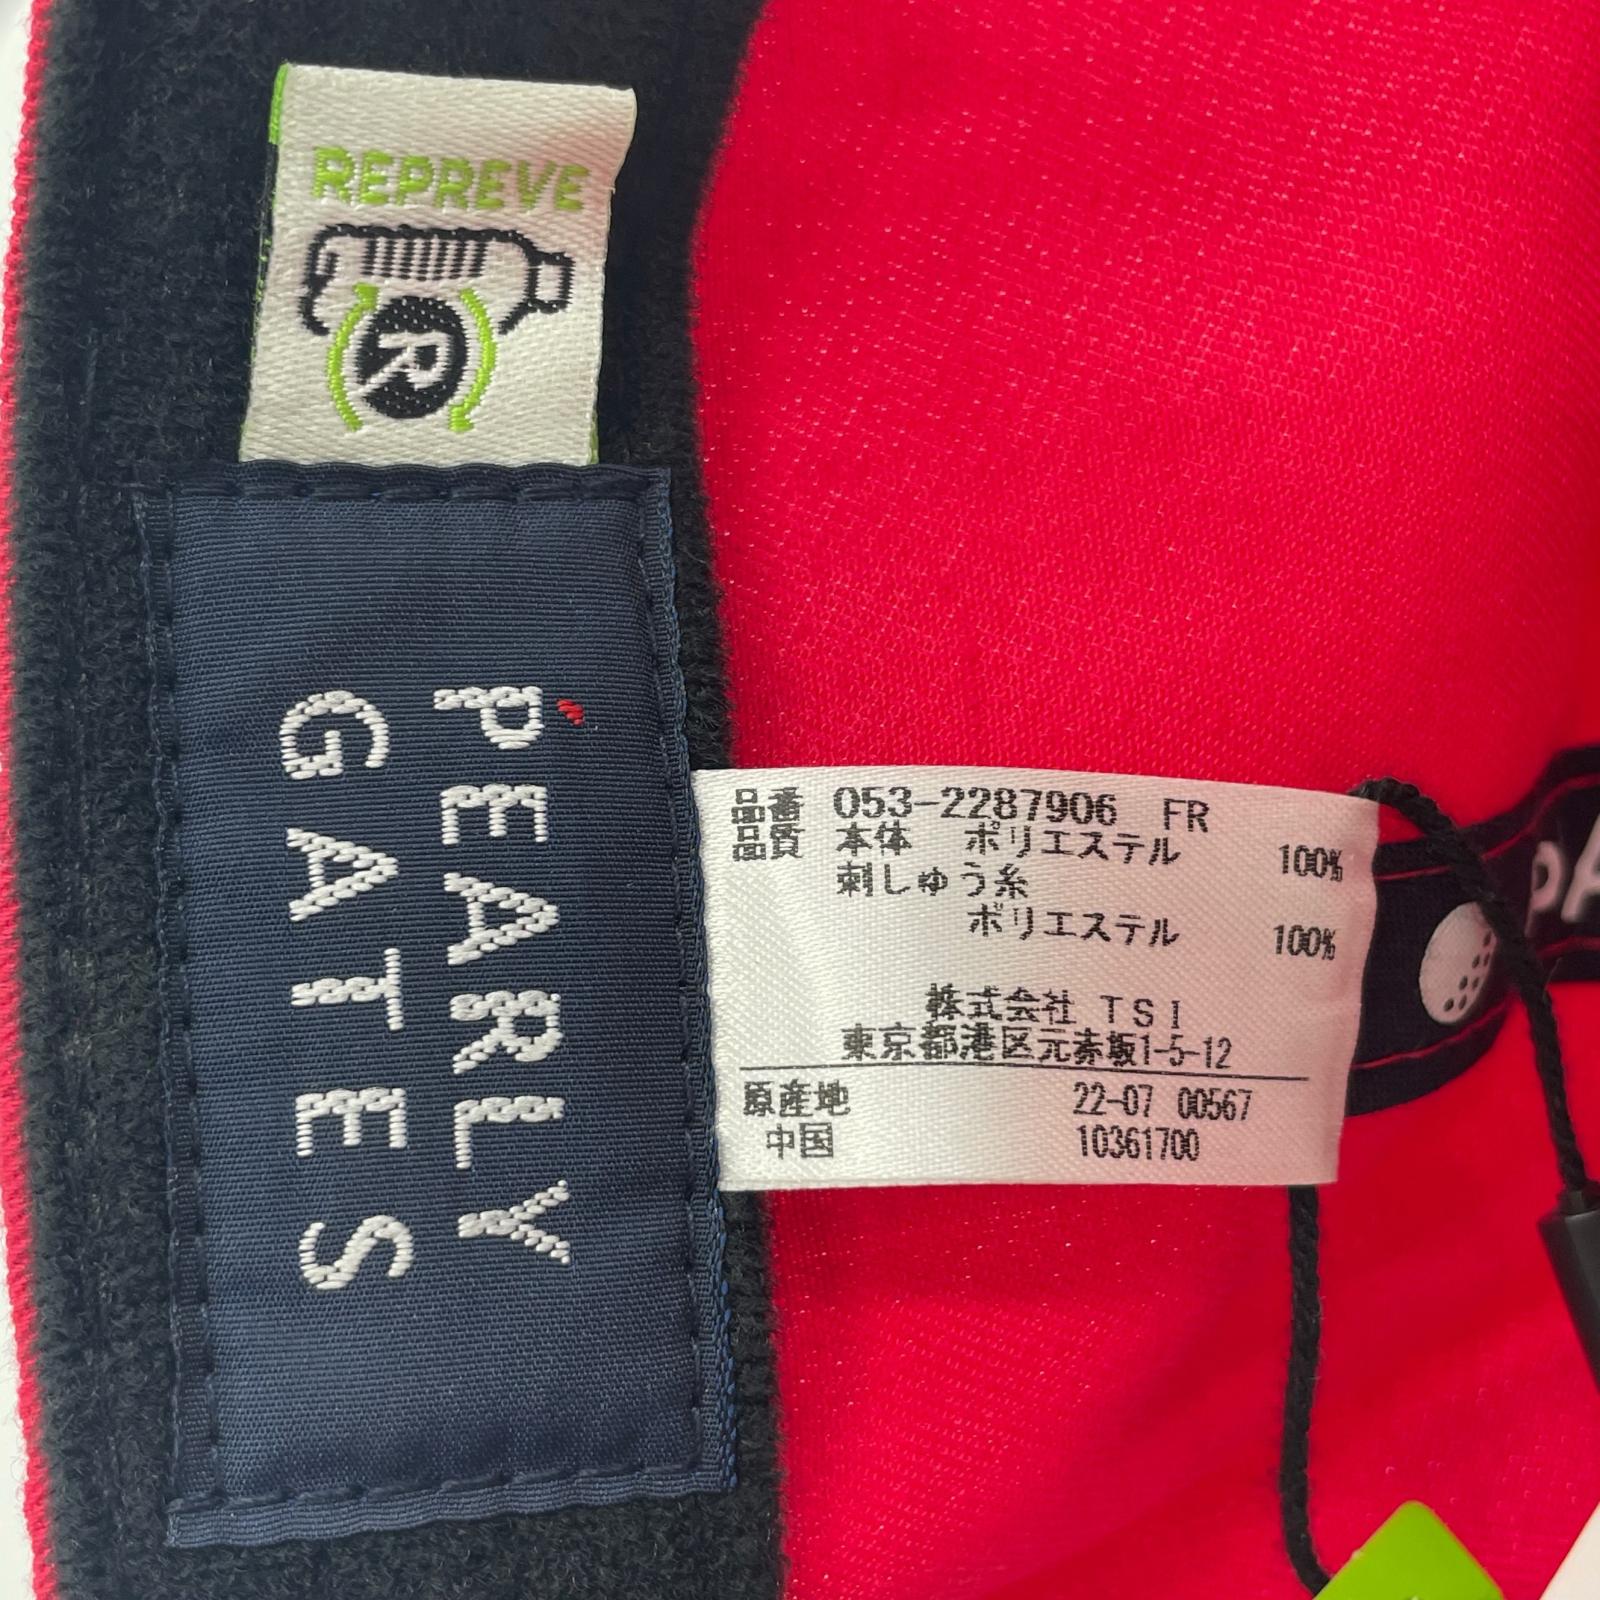 REPREVE
R
PEARLY
GATES
品番 053-2287906 FR
品質 本体 ポリエステル 100%
刺しゅう糸
ポリエステル 100%
株式会社 TSI
東京都港区元赤坂1-5-12
原産地 22-07 00567
中国 10361700
PA